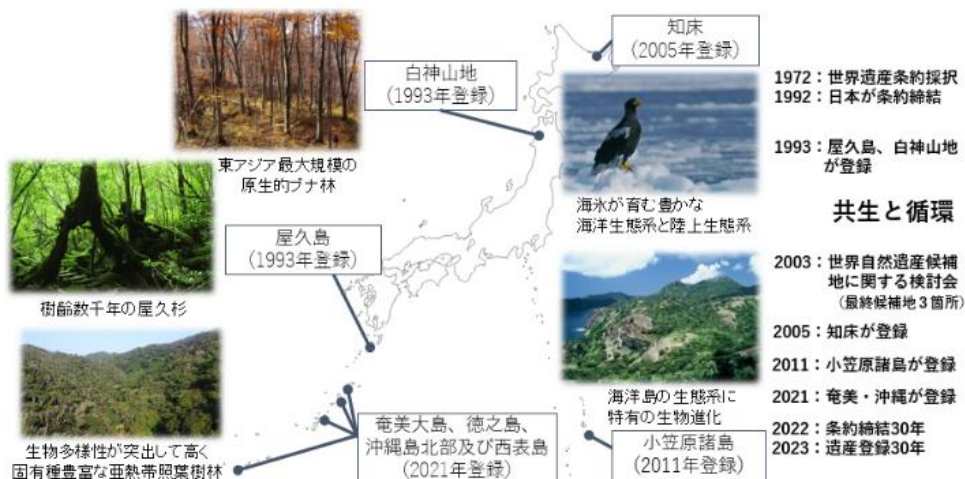 知床
（2005年登録）
白神山地
（1993年登録）
東アジア最大規模の
原生的ブナ林
海氷が育む豊かな
海洋生態系と陸上生態系
屋久島
（1993年登録）
樹齢数千年の屋久杉
海洋島の生態系に
特有の生物進化
生物多様性が突出して高く
固有種豊富な亜熱帯照葉樹林
奄美大島、徳之島、
沖縄島北部及び西表島
（2021年登録）
小笠原諸島
（2011年登録）
1972：世界遺産条約採択
1992：日本が条約締結
1993：屋久島、白神山地
が登録
共生と循環
2003：世界自然遺産候補
地に関する検討会
（最終候補地３箇所）
2005：知床が登録
2011：小笠原諸島が登録
2021：奄美・沖縄が登録
2022：条約締結30年
2023：遺産登録30年